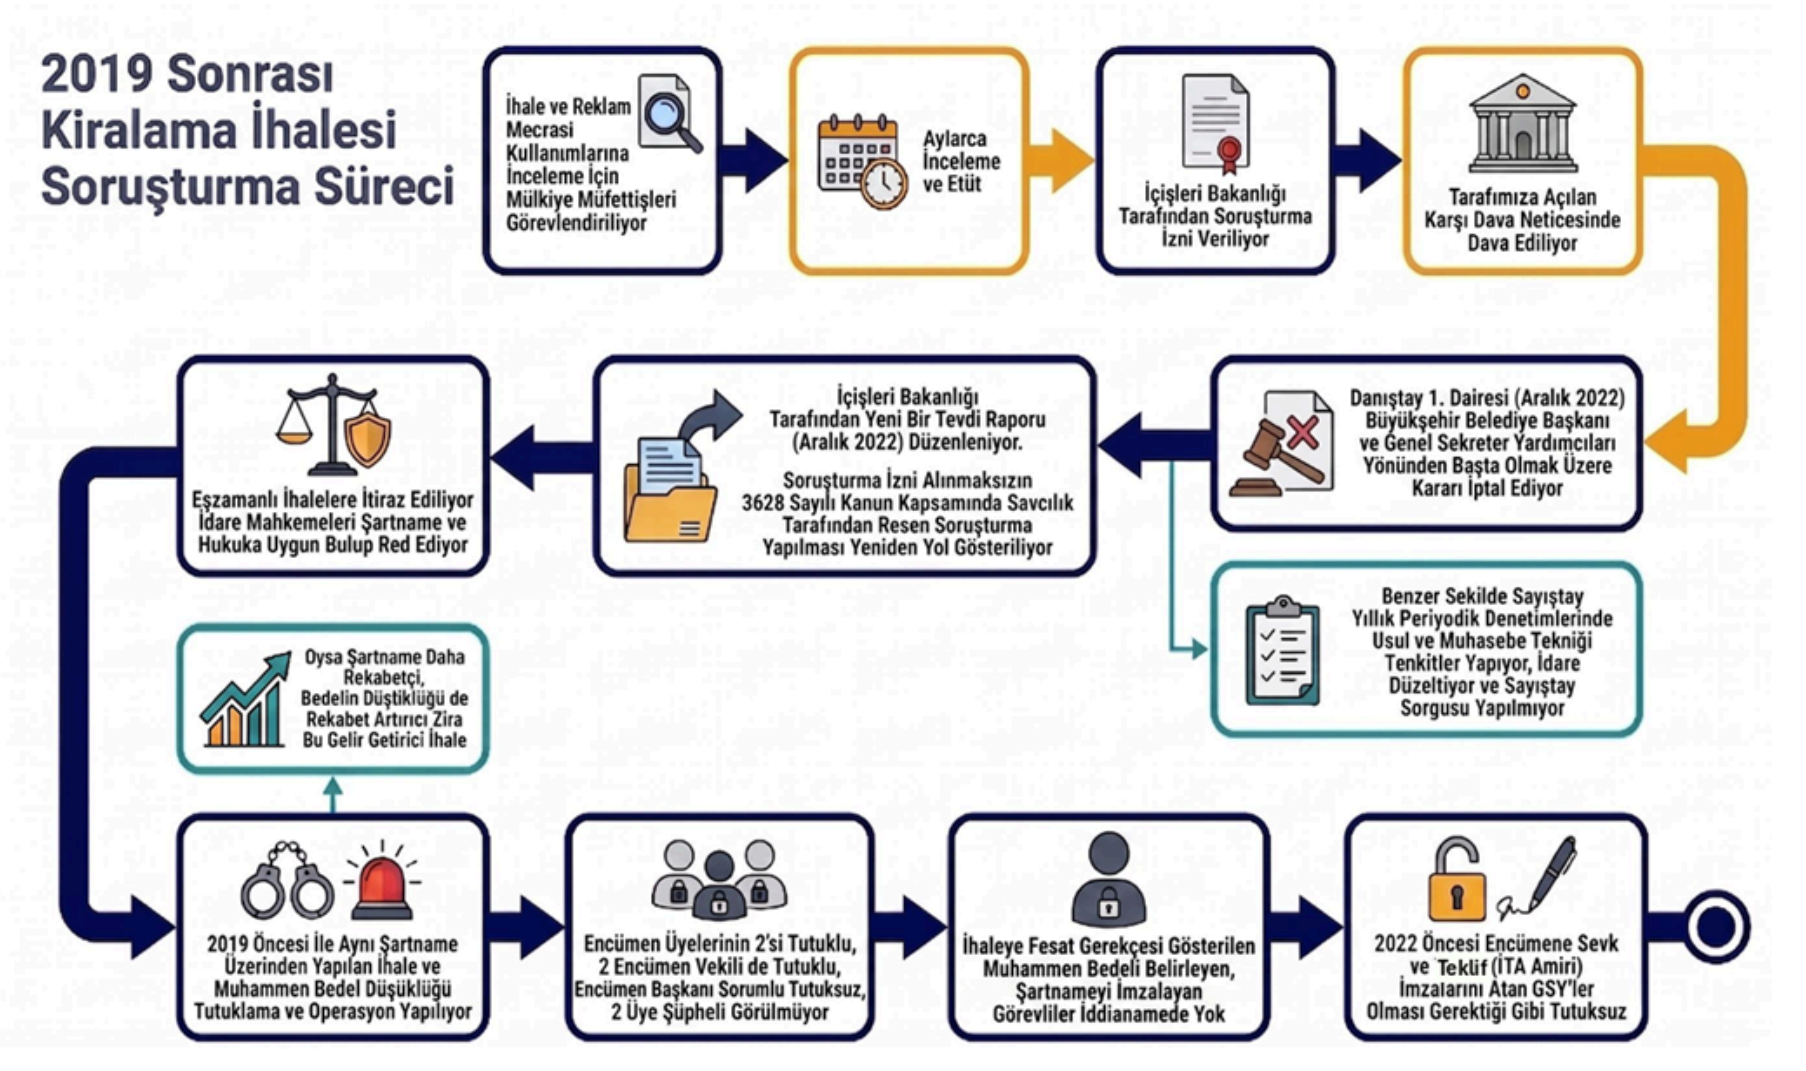 2019 Sonrası
Kiralama İhalesi
Soruşturma Süreci
İhale ve Reklam
Mecrası
Kullanımlarına
İnceleme İçin
Mülkiye Müfettişleri
Görevlendiriliyor
Aylarca
İnceleme
ve Etüt
İçişleri Bakanlığı
Tarafından Soruşturma
İzni Veriliyor
Tarafımıza Açılan
Karşı Dava Neticesinde
Dava Ediliyor
Danıştay 1. Dairesi (Aralık 2022)
Büyükşehir Belediye Başkanı
ve Genel Sekreter Yardımcıları
Yönünden Başta Olmak Üzere
Kararı İptal Ediyor
Benzer Sekilde Sayıştay
Yıllık Periyodik Denetimlerinde
Usul ve Muhasebe Tekniği
Tenkitler Yapıyor, İdare
Düzeltiyor ve Sayıştay
Sorgusu Yapılmıyor
İçişleri Bakanlığı
Tarafından Yeni Bir Tevdi Raporu
(Aralık 2022) Düzenleniyor.
Soruşturma İzni Alınmaksızın
3628 Sayılı Kanun Kapsamında Savcılık
Tarafından Resen Soruşturma
Yapılması Yeniden Yol Gösteriliyor
Eşzamanlı İhalelere İtiraz Ediliyor
İdare Mahkemeleri Şartname ve
Hukuka Uygun Bulup Red Ediyor
2019 Öncesi İle Aynı Şartname
Üzerinden Yapılan İhale ve
Muhammen Bedel Düşüklüğü
Tutuklama ve Operasyon Yapılıyor
Oysa Şartname Daha
Rekabetçi,
Bedelin Düştiklüğü de
Rekabet Artırıcı Zira
Bu Gelir Getirici İhale
Encümen Üyelerinin 2'si Tutuklu,
2 Encümen Vekili de Tutuklu,
Encümen Başkanı Sorumlu Tutuksuz,
2 Üye Şüpheli Görülmüyor
İhaleye Fesat Gerekçesi Gösterilen
Muhammen Bedeli Belirleyen,
Şartnameyi İmzalayan
Görevliler İddianamede Yok
2022 Öncesi Encümene Sevk
ve Teklif (İTA Amiri)
İmzalarını Atan GSY'ler
Olması Gerektiği Gibi Tutuksuz